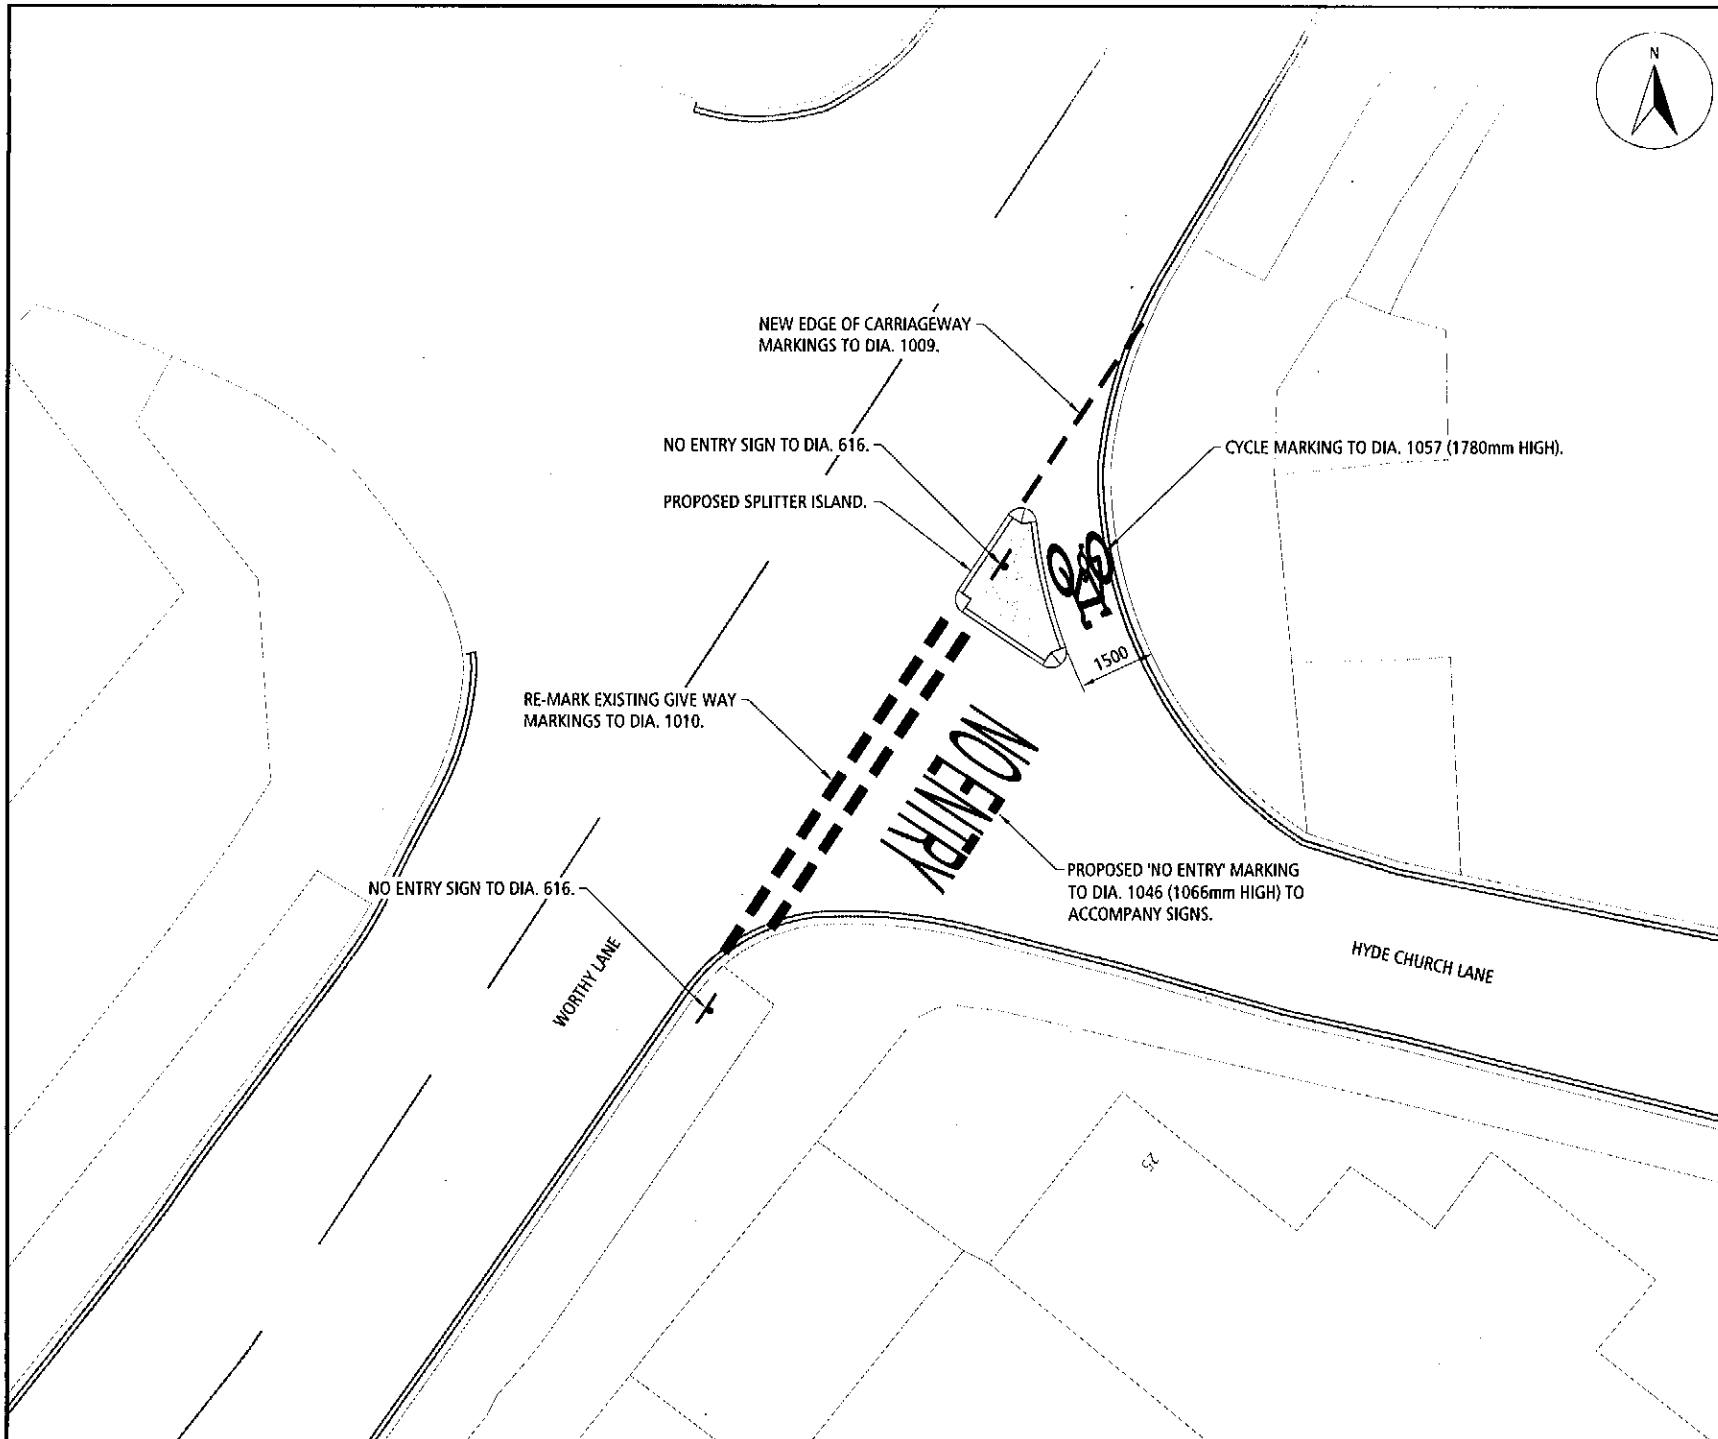 N
NEW EDGE OF CARRIAGEWAY
MARKINGS TO DIA. 1009.
NO ENTRY SIGN TO DIA. 616.
CYCLE MARKING TO DIA. 1057 (1780mm HIGH).
PROPOSED SPLITTER ISLAND.
1500
RE-MARK EXISTING GIVE WAY
MARKINGS TO DIA. 1010.
NO ENTRY
NO ENTRY SIGN TO DIA. 616.
PROPOSED 'NO ENTRY' MARKING
TO DIA. 1046 (1066mm HIGH) TO
ACCOMPANY SIGNS.
WORTHY LANE
HYDE CHURCH LANE
25